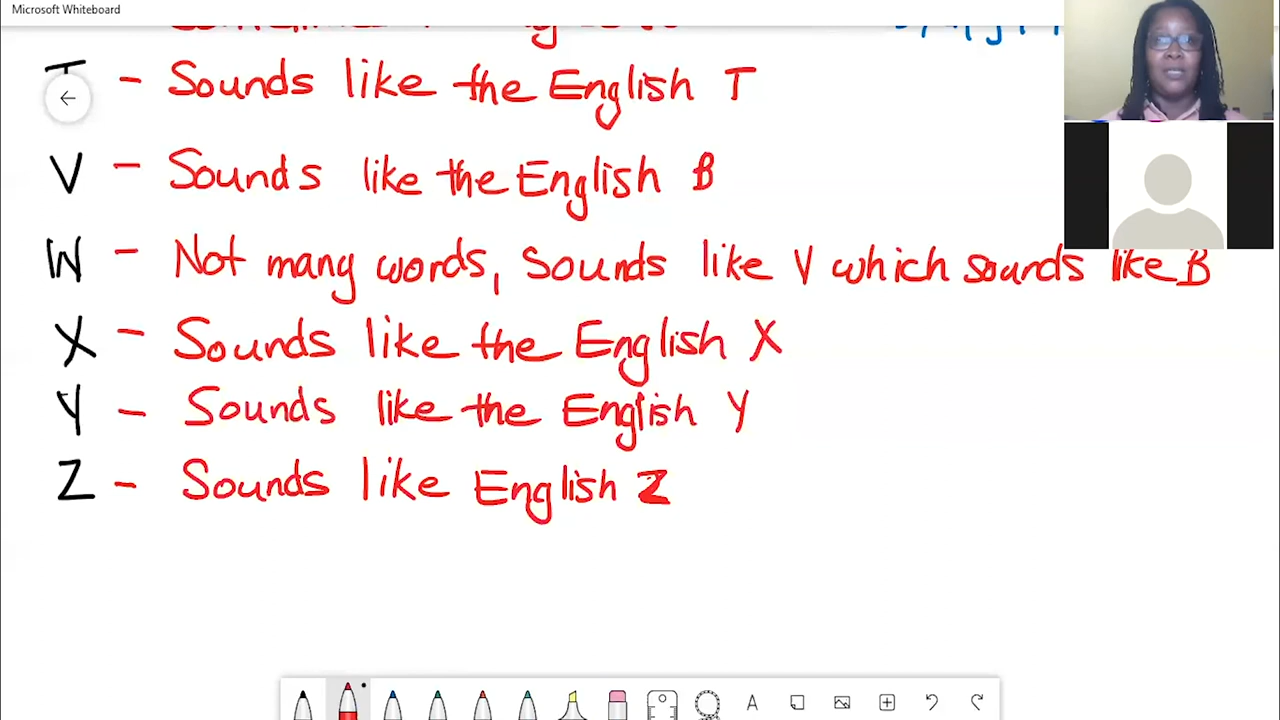 Microsoft Whiteboard
T - Sounds like the English T
V - Sounds like the English B
W - Not many words, Sounds like V which sounds like B
X - Sounds like the English X
Y - Sounds like the English Y
Z - Sounds like English Z
A